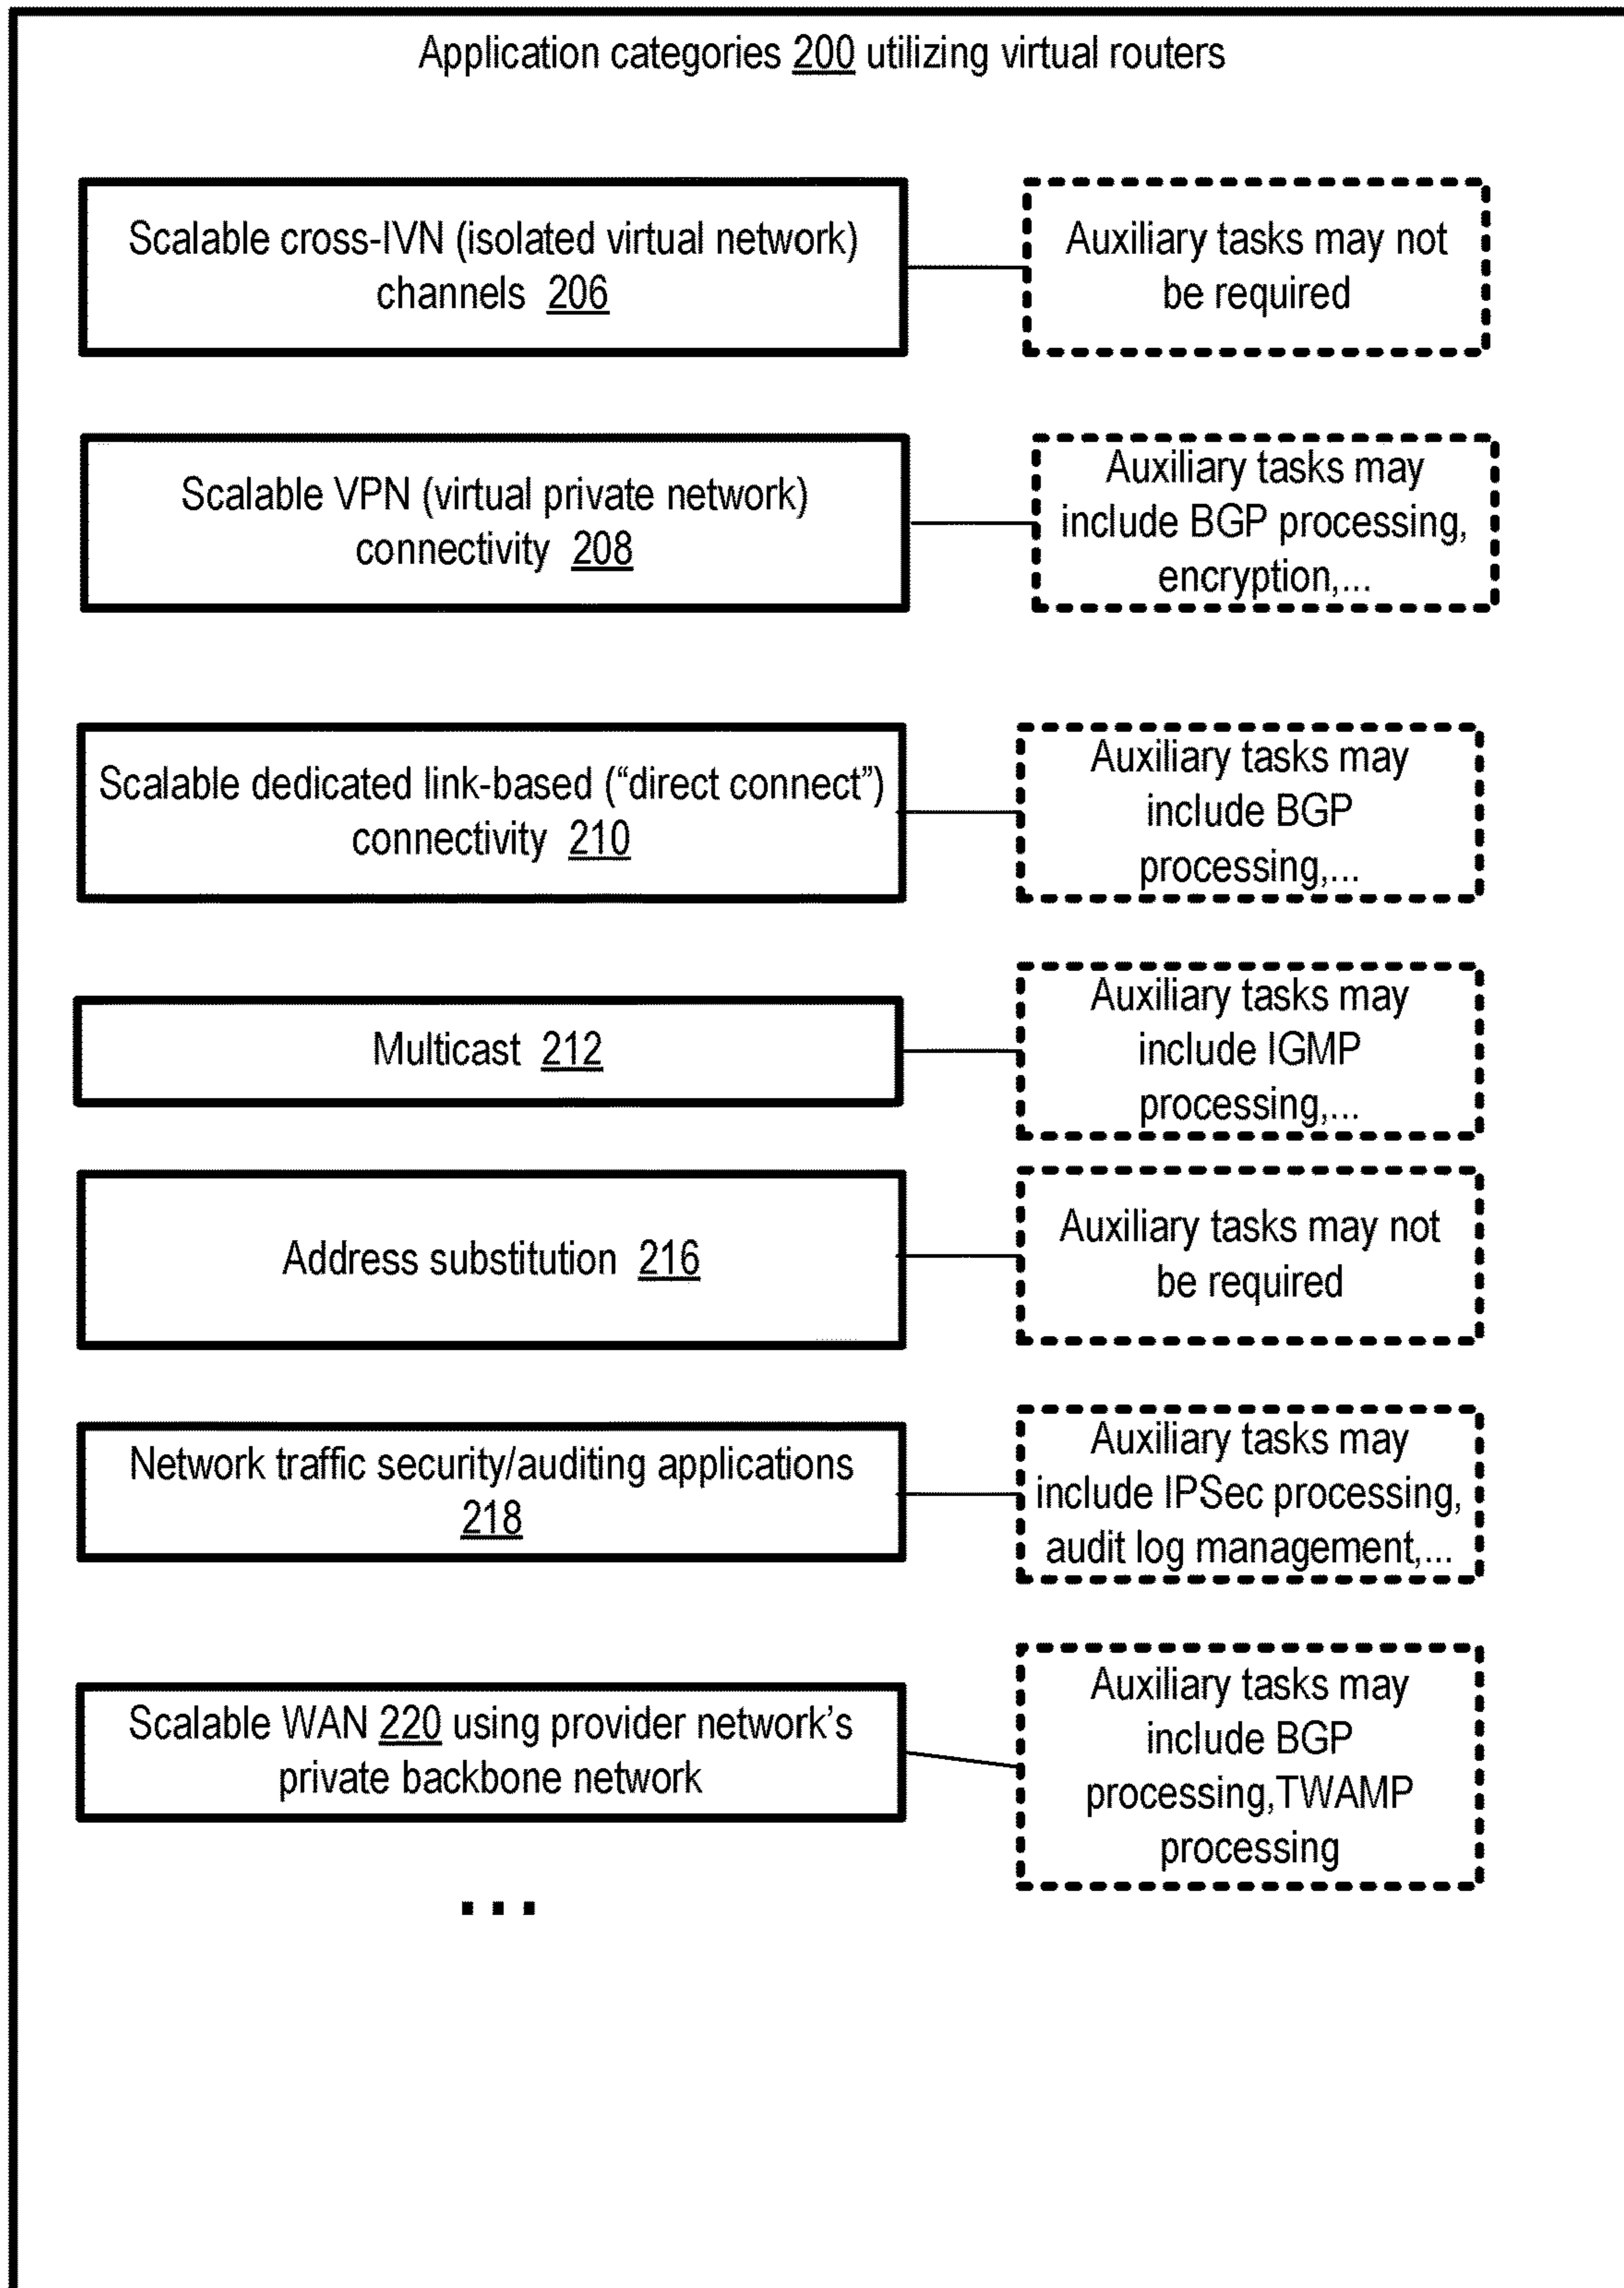 Application categories 200 utilizing virtual routers
Scalable cross-IVN (isolated virtual network)
channels 206
Auxiliary tasks may not
be required
Scalable VPN (virtual private network)
connectivity 208
Auxiliary tasks may
include BGP processing,
encryption,...
Scalable dedicated link-based (“direct connect”)
connectivity 210
Auxiliary tasks may
include BGP
processing,...
Multicast 212
Auxiliary tasks may
include IGMP
processing,...
Address substitution 216
Auxiliary tasks may not
be required
Network traffic security/auditing applications
218
Auxiliary tasks may
include IPSec processing,
audit log management,...
Scalable WAN 220 using provider network’s
private backbone network
Auxiliary tasks may
include BGP
processing,TWAMP
processing
...